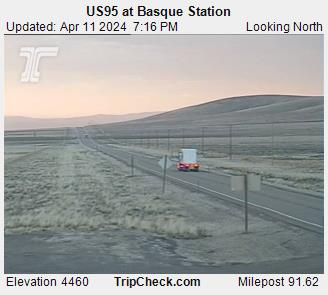 US95 at Basque Station
Updated: Apr 11 2024 7:16 PM Looking North
Elevation 4460 TripCheck.com Milepost 91.62